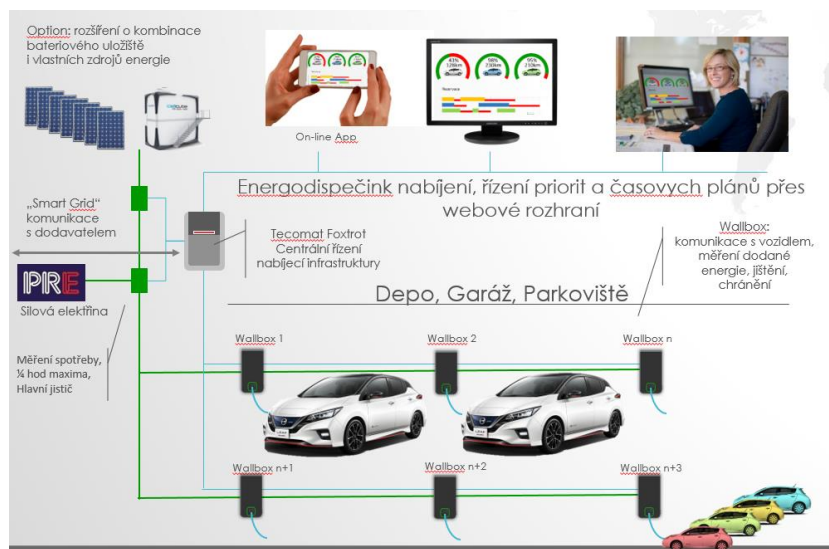 Option: rozšíření o kombinace
bateriového uložiště
i vlastních zdrojů energie
On-line App
Energodispečink nabíjení, řízení priorit a časovych plánů přes
webové rozhraní
„Smart Grid“
komunikace
s dodavatelem
Tecomat Foxtrot
Centrální řízení
nabíjecí infrastruktury
Wallbox:
komunikace s vozidlem,
měření dodané
energie, jištění,
chránění
PRE
Silová elektřina
Depo, Garáž, Parkoviště
Měření spotřeby,
¼ hod maxima,
Hlavní jistič
Wallbox 1
Wallbox 2
Wallbox n
Wallbox n+1
Wallbox n+2
Wallbox n+3